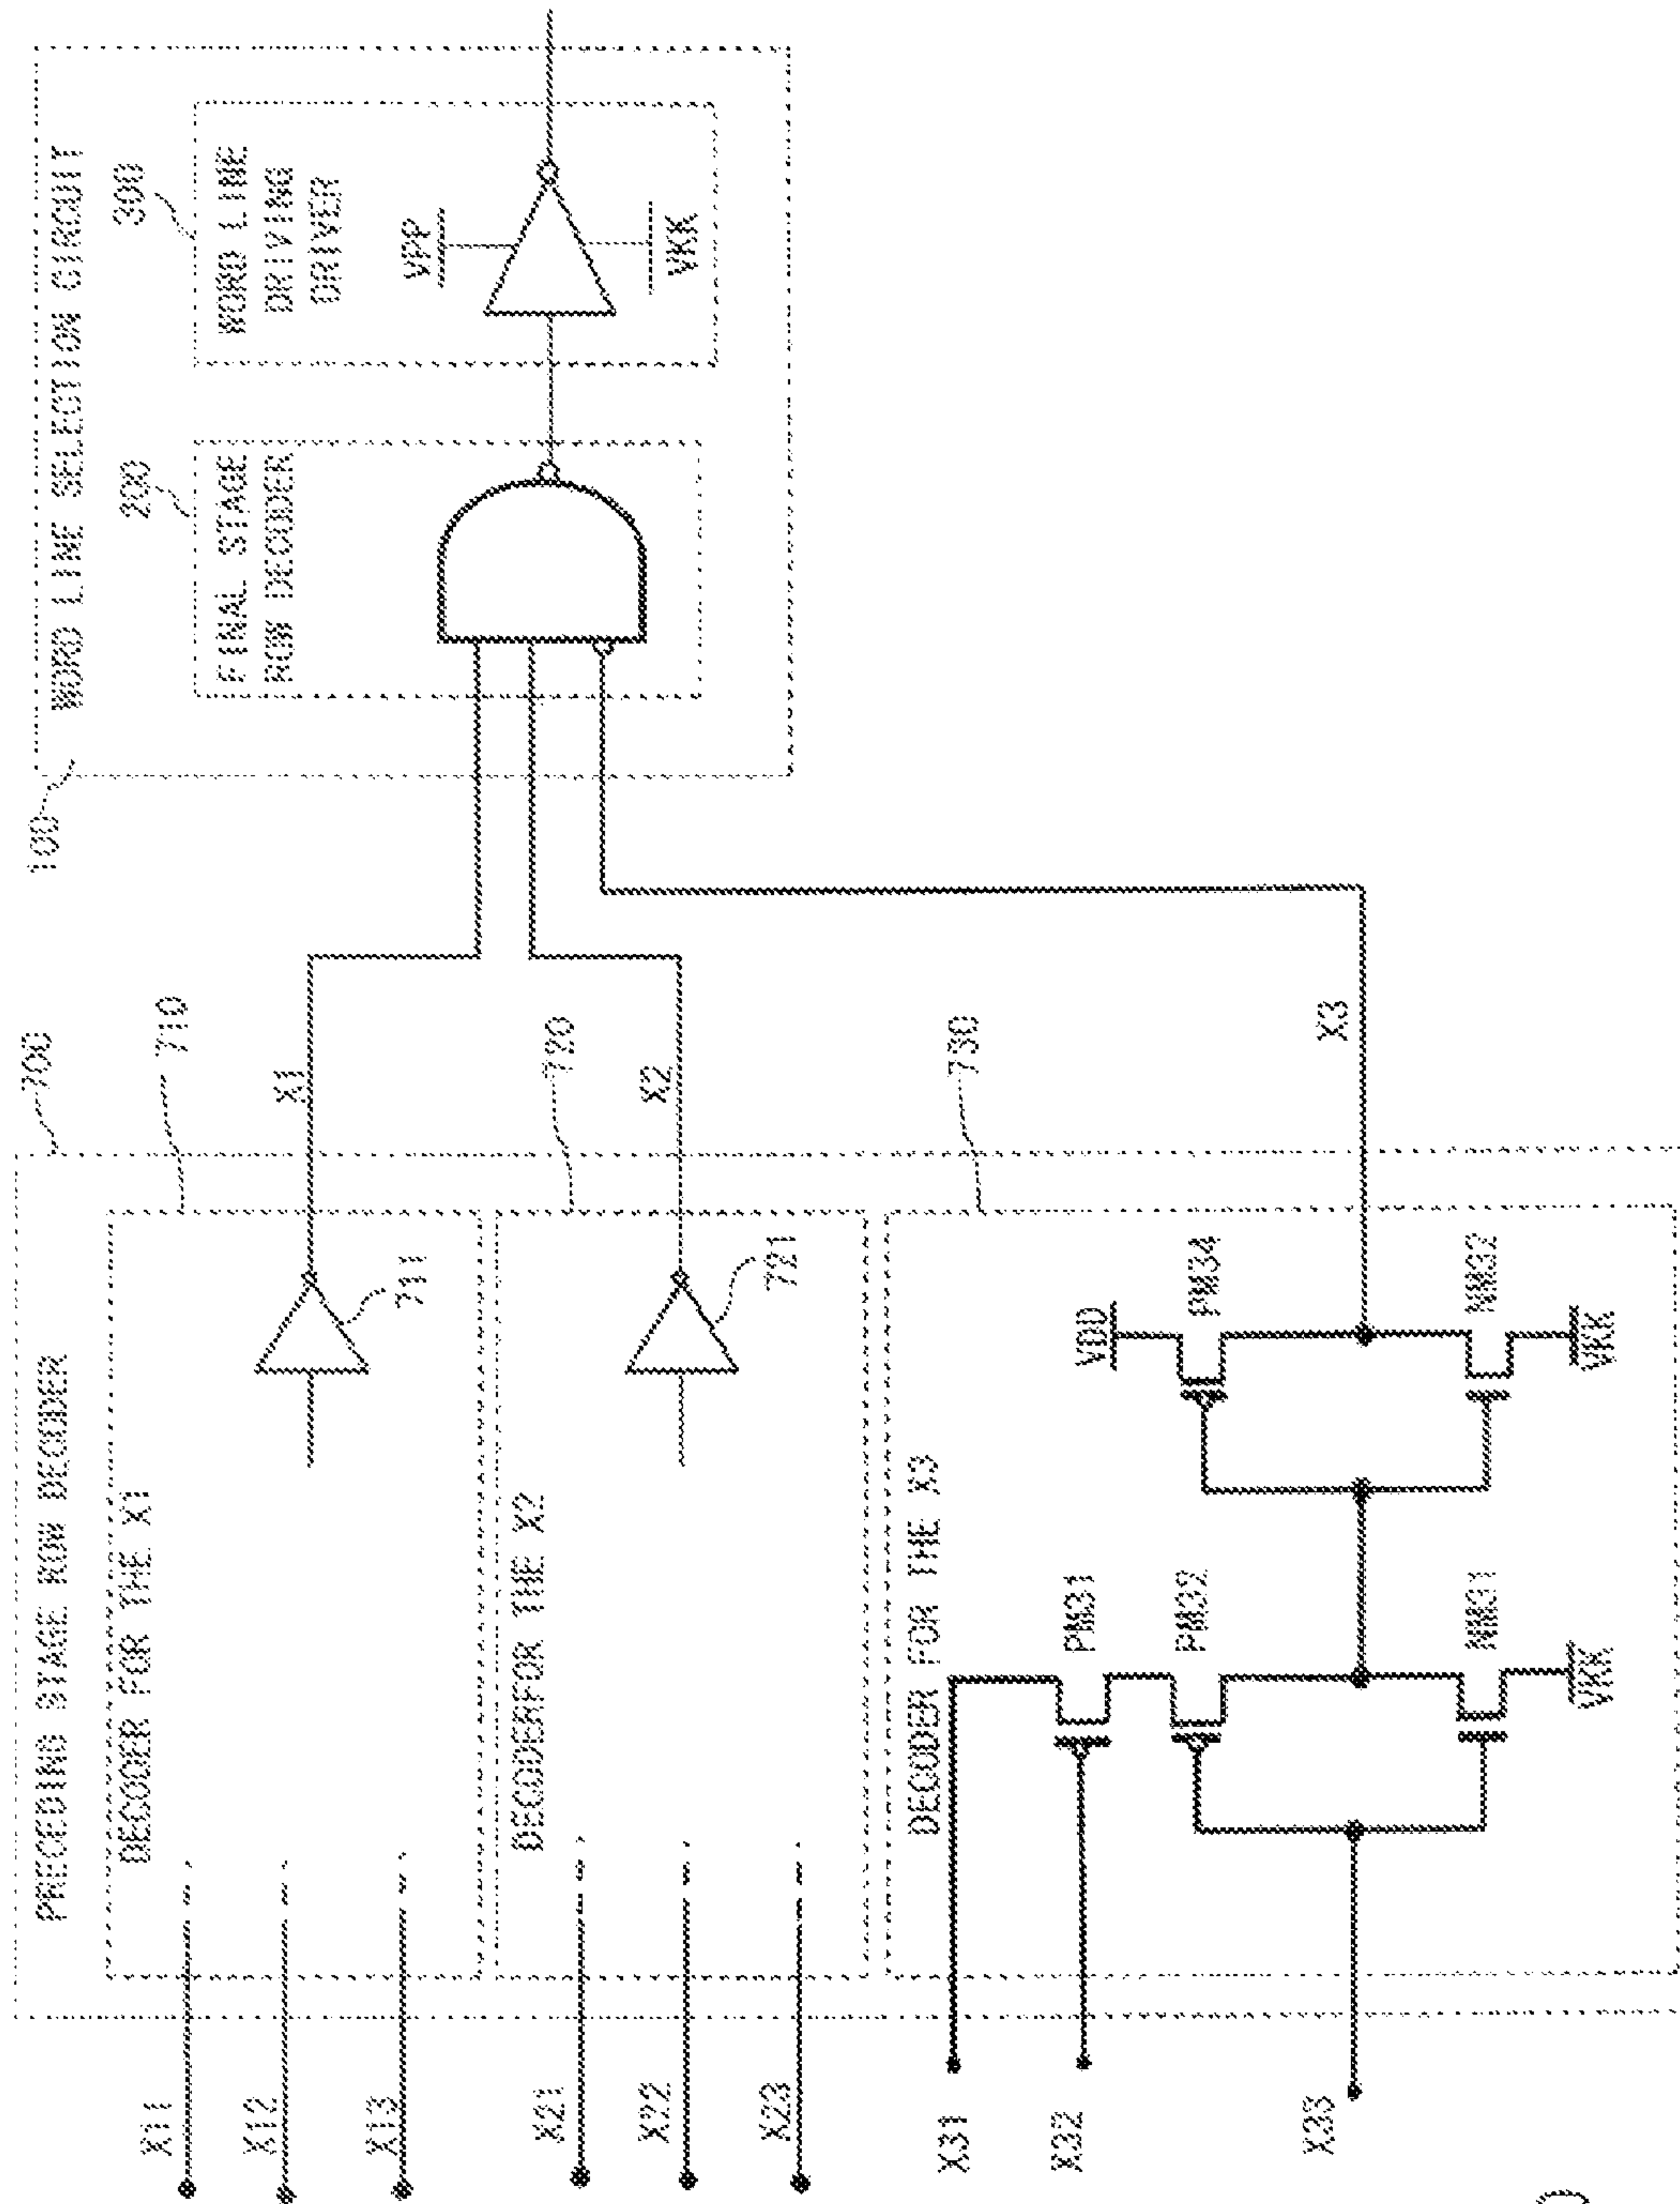 WORD LINE SELECTION CIRCUIT
100
200
FINAL STAGE
ROW DECODER
300
WORD LINE
DRIVING
DRIVER
VPP
VKK
PRECEDING STAGE ROW DECODER
700
X11
X12
X13
DECODER FOR THE X1
710
711
X1
X21
X22
X23
DECODERFOR THE X2
720
721
X2
X31
X32
X33
DECODER FOR THE X3
730
PM31
PM32
NM31
VKK
VDD
PM34
NM32
VKK
X3